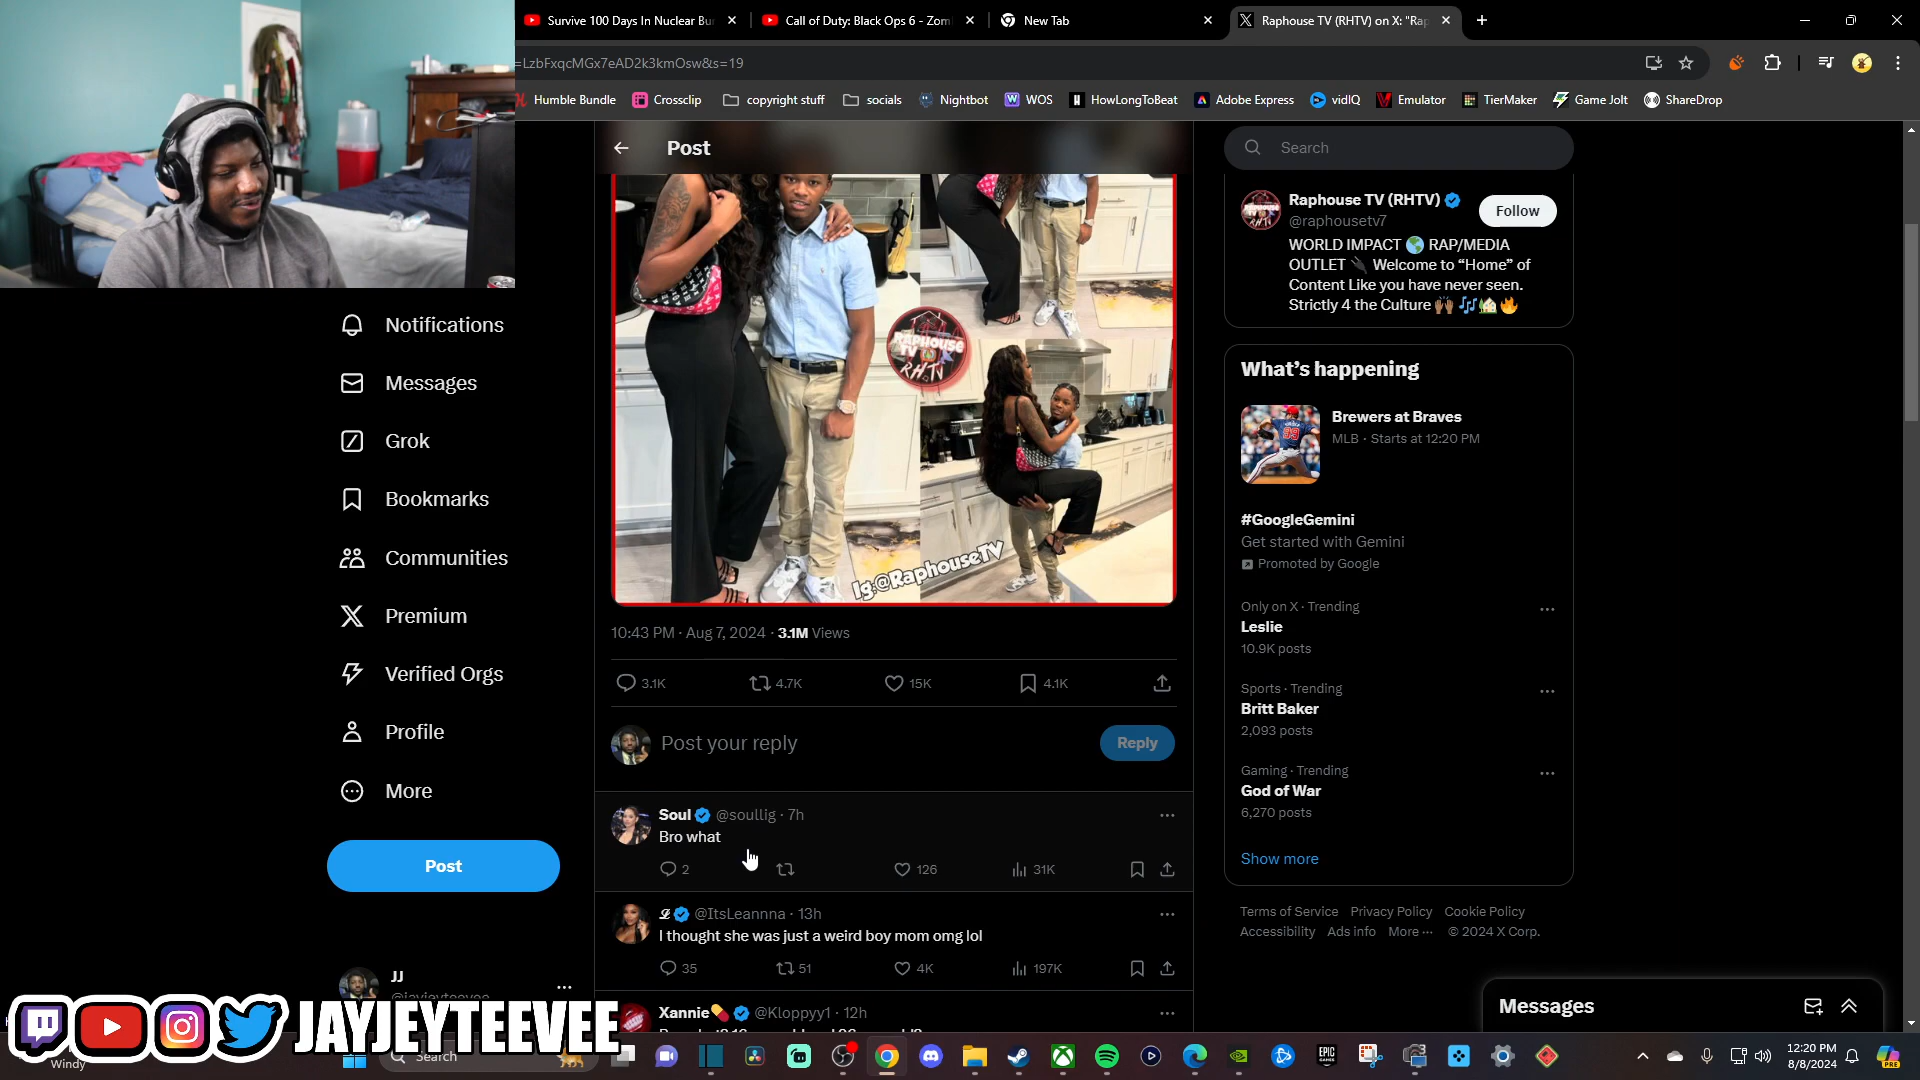 Survive 100 Days In Nuclear Bu
Call of Duty: Black Ops 6 - Zom
New Tab
Raphouse TV (RHTV) on X: "Rap
=LzbFxqcMGx7eAD2k3kmOsw&s=19
Humble Bundle
Crossclip
copyright stuff
socials
Nightbot
WOS
HowLongToBeat
Adobe Express
vidIQ
Emulator
TierMaker
Game Jolt
ShareDrop
Post
Search
Raphouse TV (RHTV)
@raphousetv7
Follow
WORLD IMPACT 🌎 RAP/MEDIA
OUTLET 🔌 Welcome to “Home” of
Content Like you have never seen.
Strictly 4 the Culture 🙌🏾 🎶🏡🔥
Notifications
Messages
Grok
Bookmarks
Communities
Premium
Verified Orgs
Profile
More
Post
JJ
RAPHOUSE
TV
RHTV
Ig:@RaphouseTV
10:43 PM · Aug 7, 2024 · 3.1M Views
3.1K
4.7K
15K
4.1K
Post your reply
Reply
Soul @soullig · 7h
Bro what
2
126
31K
ℒ @ItsLeannna · 13h
I thought she was just a weird boy mom omg lol
35
51
4K
197K
Xannie💊 @Kloppyy1 · 12h
What’s happening
Brewers at Braves
MLB · Starts at 12:20 PM
#GoogleGemini
Get started with Gemini
Promoted by Google
Only on X · Trending
Leslie
10.9K posts
Sports · Trending
Britt Baker
2,093 posts
Gaming · Trending
God of War
6,270 posts
Show more
Terms of Service Privacy Policy Cookie Policy
Accessibility Ads info More ··· © 2024 X Corp.
Messages
JAYJEYTEEVEE
Windy
Search
EPIC
GAMES
12:20 PM
8/8/2024
PRE